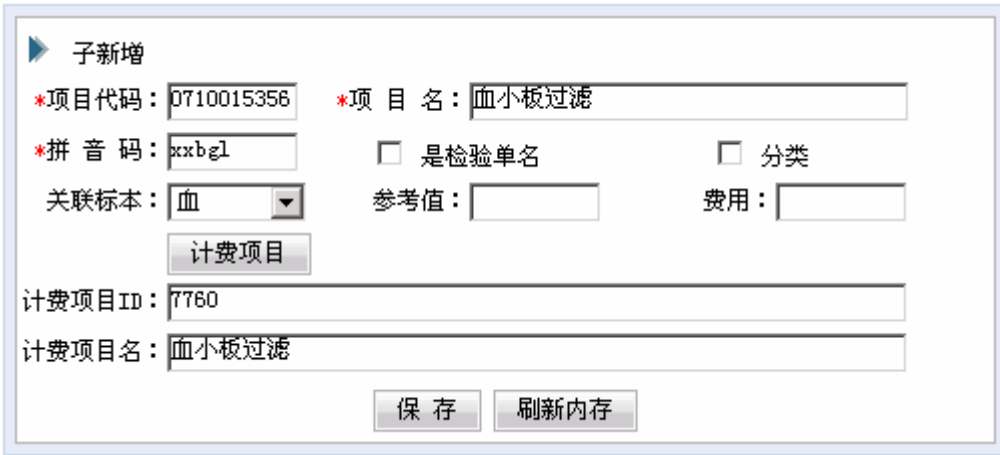 子新增
*项目代码：0710015356 *项 目 名：血小板过滤
*拼 音 码：xxbgl 是检验单名 分类
关联标本：血 参考值： 费用：
计费项目
计费项目ID：7760
计费项目名：血小板过滤
保 存 刷新内存